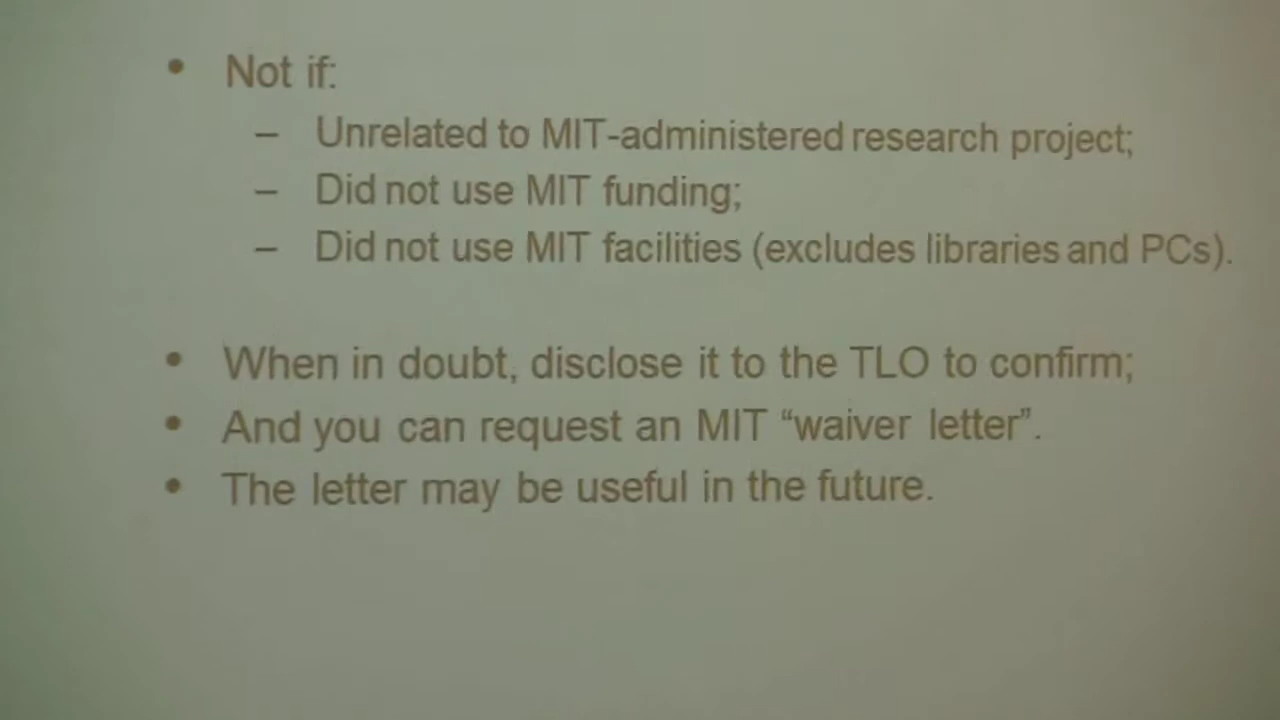 • Not if:
– Unrelated to MIT-administered research project;
– Did not use MIT funding;
– Did not use MIT facilities (excludes libraries and PCs).
• When in doubt, disclose it to the TLO to confirm;
• And you can request an MIT “waiver letter”.
• The letter may be useful in the future.